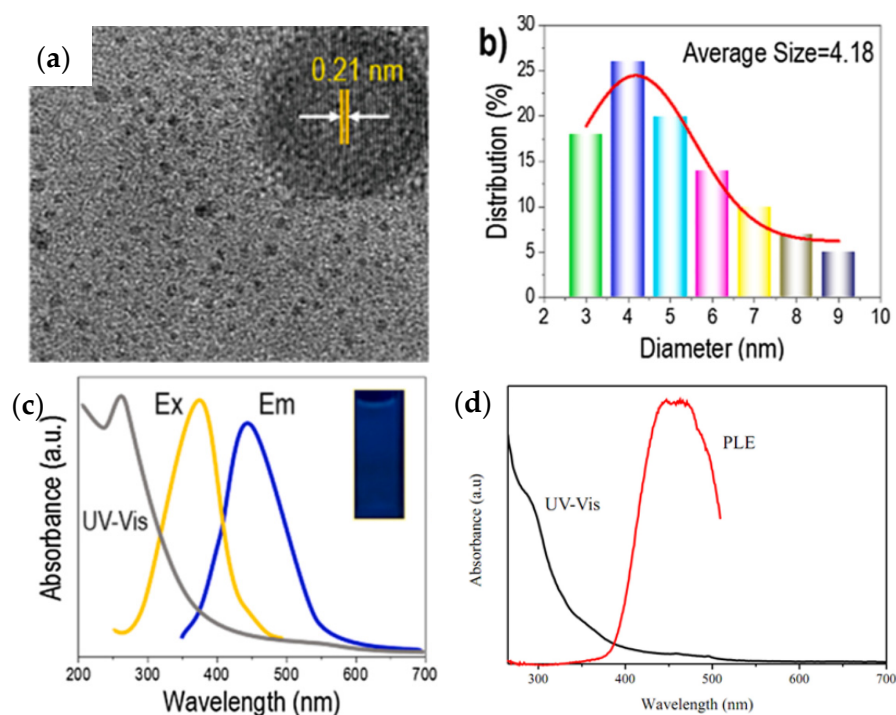 (a)
0.21 nm
b)
Average Size=4.18
Distribution (%)
30
25
20
15
10
5
0
2 3 4 5 6 7 8 9 10
Diameter (nm)
(c)
Ex
Em
UV-Vis
Absorbance (a.u.)
200 300 400 500 600 700
Wavelength (nm)
(d)
PLE
UV-Vis
Absorbance (a.u)
300 400 500 600 700
Wavelength (nm)